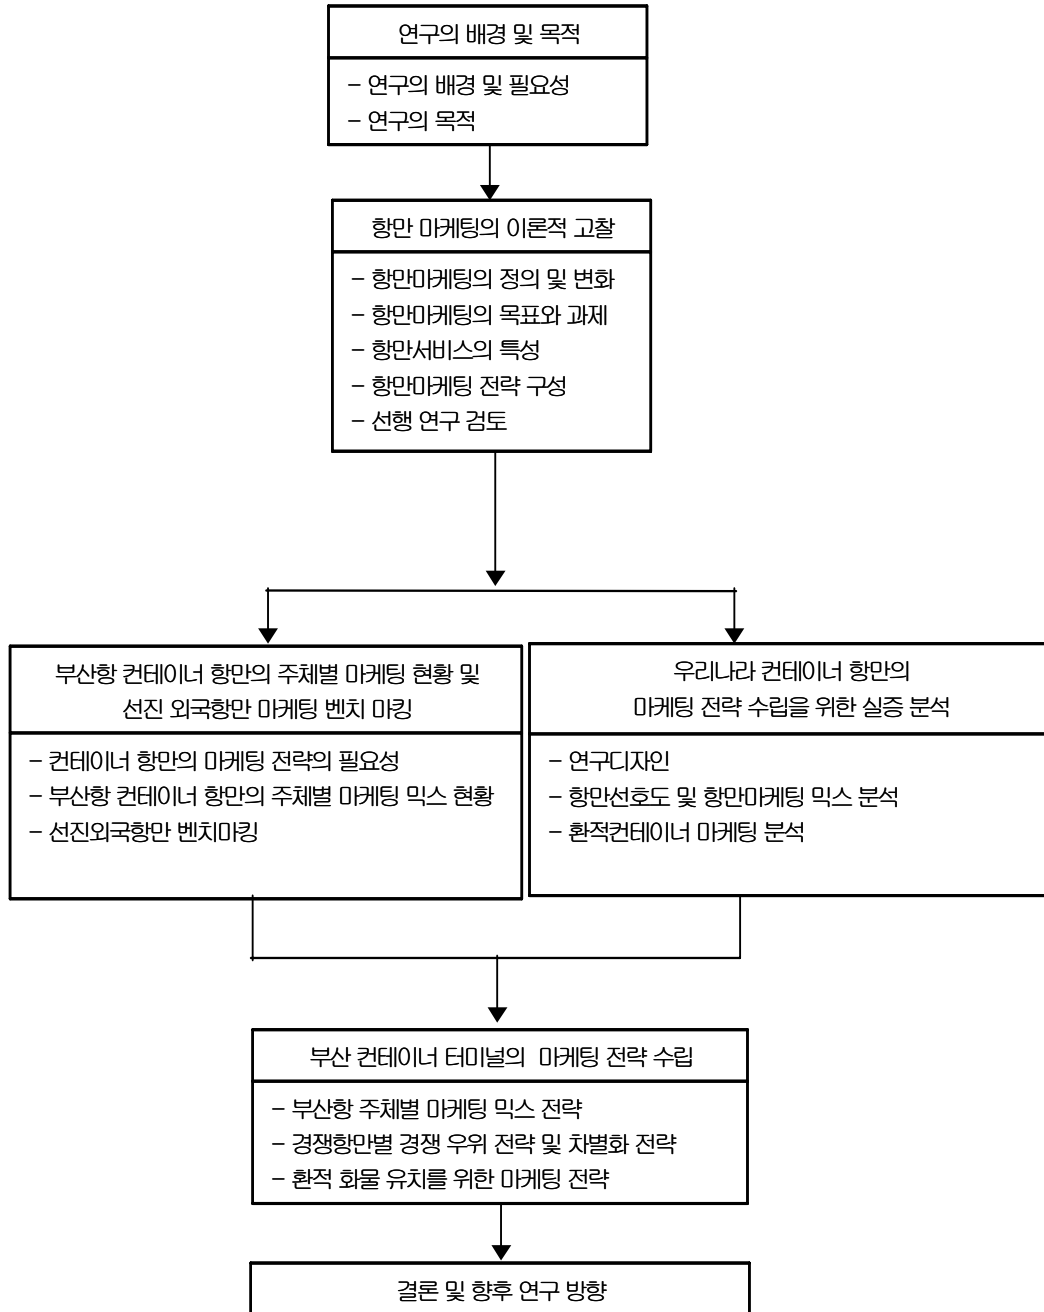 연구의 배경 및 목적
- 연구의 배경 및 필요성
- 연구의 목적
항만 마케팅의 이론적 고찰
- 항만마케팅의 정의 및 변화
- 항만마케팅의 목표와 과제
- 항만서비스의 특성
- 항만마케팅 전략 구성
- 선행 연구 검토
부산항 컨테이너 항만의 주체별 마케팅 현황 및
선진 외국항만 마케팅 벤치 마킹
- 컨테이너 항만의 마케팅 전략의 필요성
- 부산항 컨테이너 항만의 주체별 마케팅 믹스 현황
- 선진외국항만 벤치마킹
우리나라 컨테이너 항만의
마케팅 전략 수립을 위한 실증 분석
- 연구디자인
- 항만선호도 및 항만마케팅 믹스 분석
- 환적컨테이너 마케팅 분석
부산 컨테이너 터미널의 마케팅 전략 수립
- 부산항 주체별 마케팅 믹스 전략
- 경쟁항만별 경쟁 우위 전략 및 차별화 전략
- 환적 화물 유치를 위한 마케팅 전략
결론 및 향후 연구 방향